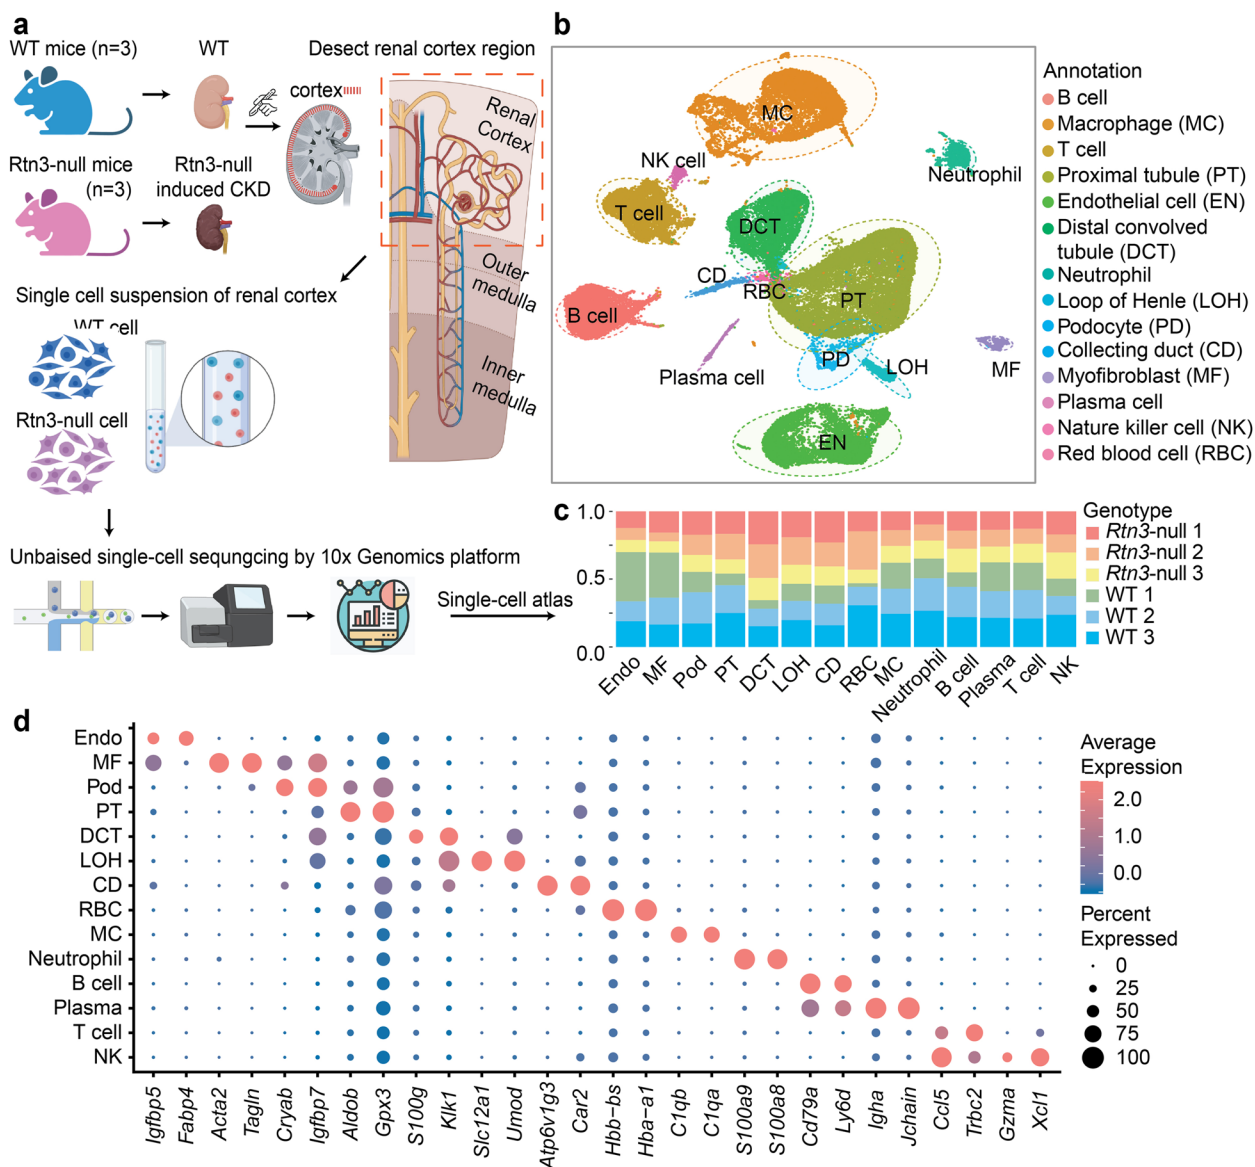 a
WT mice (n=3)
WT
Desect renal cortex region
cortex
Rtn3-null mice
(n=3)
Rtn3-null
induced CKD
Renal
Cortex
Outer
medulla
Inner
medulla
Single cell suspension of renal cortex
WT cell
Rtn3-null cell
Unbaised single-cell sequngcing by 10x Genomics platform
Single-cell atlas
b
MC
NK cell
T cell
Neutrophil
DCT
CD
RBC
PT
B cell
Plasma cell
PD
LOH
MF
EN
Annotation
B cell
Macrophage (MC)
T cell
Proximal tubule (PT)
Endothelial cell (EN)
Distal convolved
tubule (DCT)
Neutrophil
Loop of Henle (LOH)
Podocyte (PD)
Collecting duct (CD)
Myofibroblast (MF)
Plasma cell
Nature killer cell (NK)
Red blood cell (RBC)
c
1.0
0.5
0.0
Endo
MF
Pod
PT
DCT
LOH
CD
RBC
MC
Neutrophil
B cell
Plasma
T cell
NK
Genotype
Rtn3-null 1
Rtn3-null 2
Rtn3-null 3
WT 1
WT 2
WT 3
d
Endo
MF
Pod
PT
DCT
LOH
CD
RBC
MC
Neutrophil
B cell
Plasma
T cell
NK
Igfbp5
Fabp4
Acta2
Tagln
Cryab
Igfbp7
Aldob
Gpx3
S100g
Klk1
Slc12a1
Umod
Atp6v1g3
Car2
Hbb-bs
Hba-a1
C1qb
C1qa
S100a9
S100a8
Cd79a
Ly6d
Igha
Jchain
Ccl5
Trbc2
Gzma
Xcl1
Average
Expression
2.0
1.0
0.0
Percent
Expressed
0
25
50
75
100